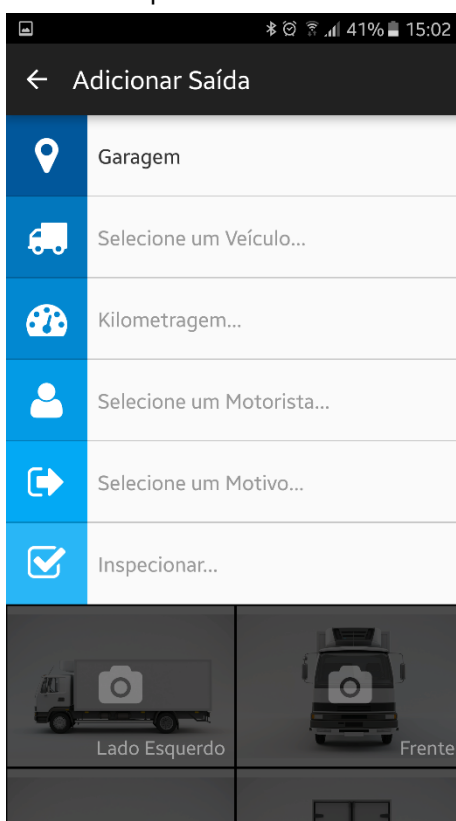 41% 15:02
Adicionar Saída
Garagem
Selecione um Veículo...
Kilometragem...
Selecione um Motorista...
Selecione um Motivo...
Inspecionar...
Lado Esquerdo
Frente